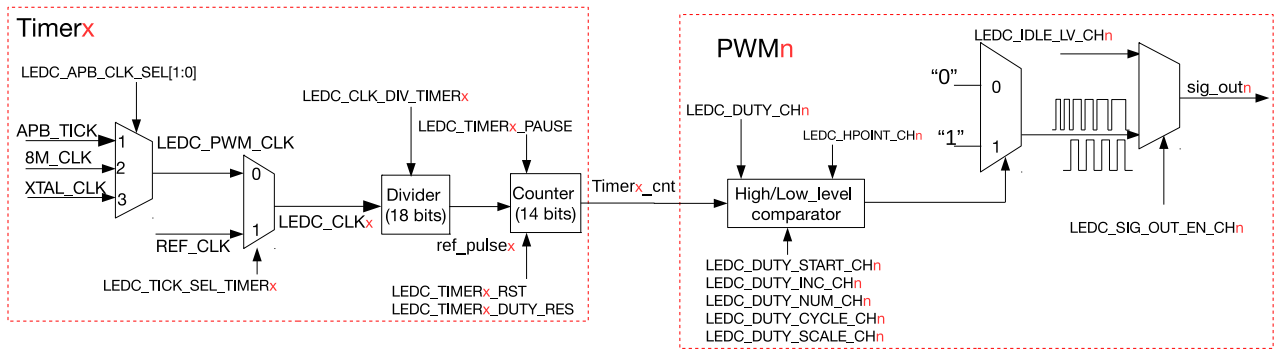 Timerx
LEDC_APB_CLK_SEL[1:0]
APB_TICK
8M_CLK
XTAL_CLK
1
2
3
LEDC_PWM_CLK
REF_CLK
0
1
LEDC_TICK_SEL_TIMERx
LEDC_CLKx
LEDC_CLK_DIV_TIMERx
Divider
(18 bits)
ref_pulsex
LEDC_TIMERx_PAUSE
Counter
(14 bits)
LEDC_TIMERx_RST
LEDC_TIMERx_DUTY_RES
Timerx_cnt
PWMn
LEDC_DUTY_CHn
LEDC_HPOINT_CHn
High/Low_level
comparator
LEDC_DUTY_START_CHn
LEDC_DUTY_INC_CHn
LEDC_DUTY_NUM_CHn
LEDC_DUTY_CYCLE_CHn
LEDC_DUTY_SCALE_CHn
“0”
“1”
0
1
LEDC_IDLE_LV_CHn
sig_outn
LEDC_SIG_OUT_EN_CHn